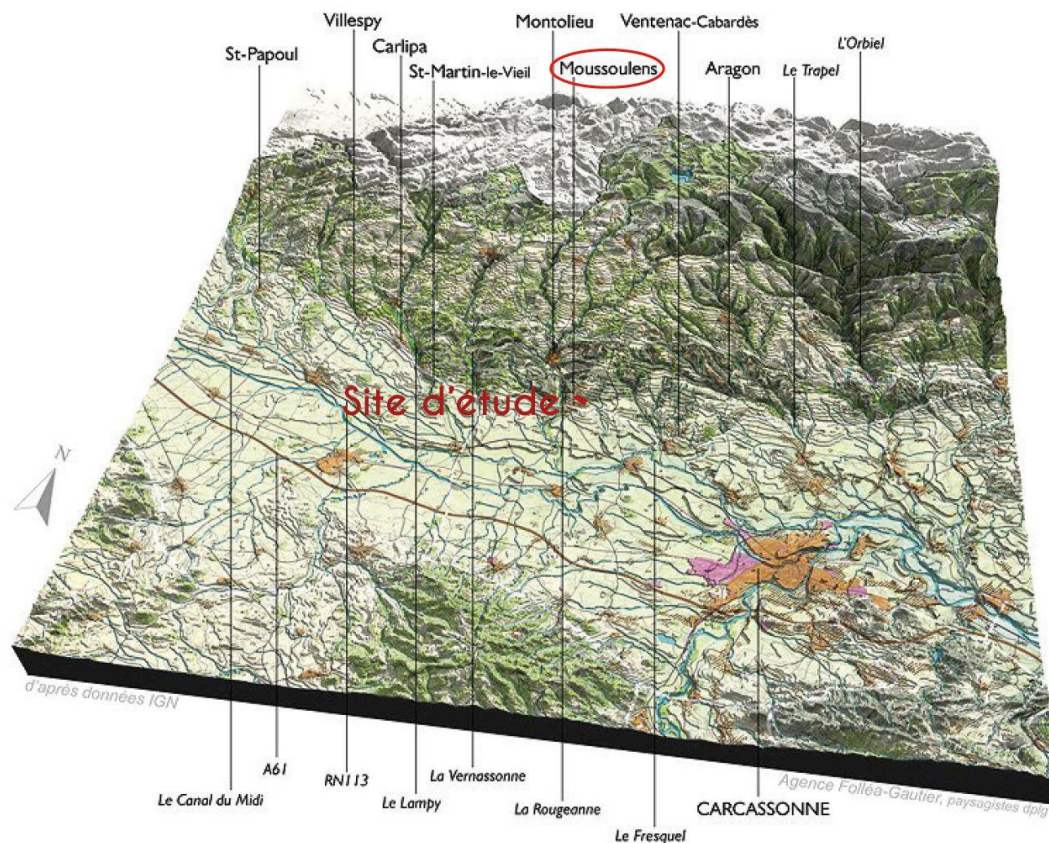 Villespy
Montolieu
Ventenac-Cabardès
L'Orbiel
St-Papoul
Carlipa
St-Martin-le-Vieil
Moussoulens
Aragon
Le Trapel
Site d'étude
N
d'après données IGN
Agence Folléa-Gautier, paysagistes dplg
Le Canal du Midi
A61
RN113
Le Lampy
La Vernassonne
La Rougeanne
Le Fresquel
CARCASSONNE